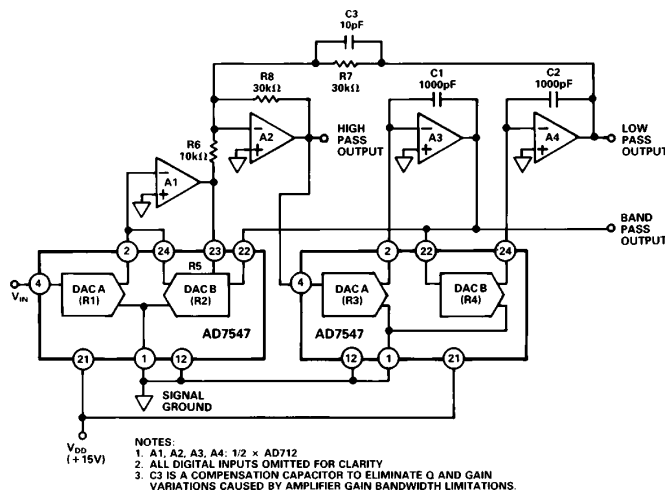 C3
10pF
R8
30kΩ
R7
30kΩ
C1
1000pF
C2
1000pF
R6
10kΩ
−
+
A2
HIGH
PASS
OUTPUT
−
+
A3
−
+
A4
LOW
PASS
OUTPUT
−
+
A1
BAND
PASS
OUTPUT
2
24
23
22
2
22
24
R5
4
VIN
DAC A
(R1)
DAC B
(R2)
4
DAC A
(R3)
DAC B
(R4)
AD7547
AD7547
21
1
12
12
1
21
SIGNAL
GROUND
VDD
(+15V)
NOTES:
1. A1, A2, A3, A4: 1/2 × AD712
2. ALL DIGITAL INPUTS OMITTED FOR CLARITY
3. C3 IS A COMPENSATION CAPACITOR TO ELIMINATE Q AND GAIN
VARIATIONS CAUSED BY AMPLIFIER GAIN BANDWIDTH LIMITATIONS.